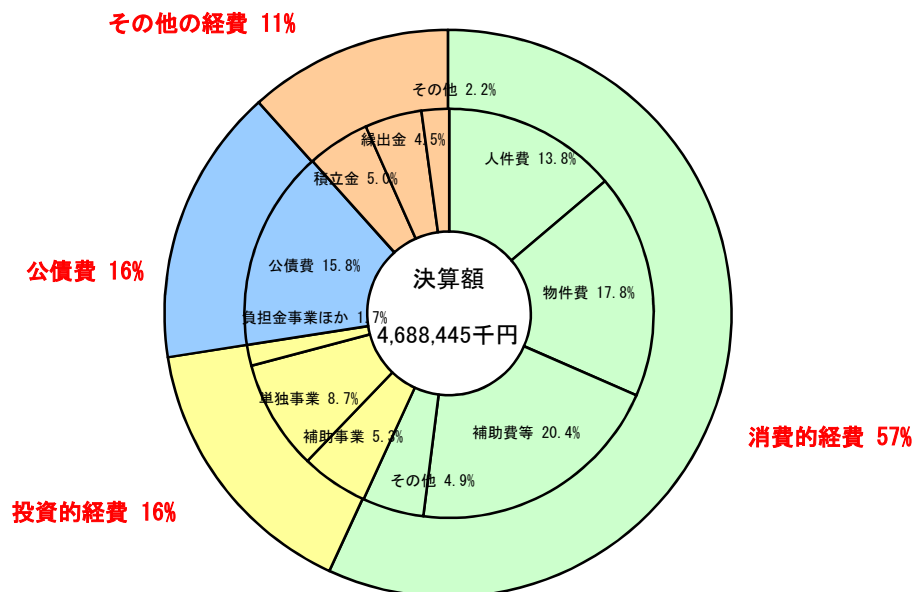 その他の経費 11%
その他 2.2%
繰出金 4.5%
人件費 13.8%
積立金 5.0%
公債費 16%
公債費 15.8%
決算額
物件費 17.8%
負担金事業ほか 1.7%
4,688,445千円
単独事業 8.7%
補助事業 5.3%
補助費等 20.4%
消費的経費 57%
その他 4.9%
投資的経費 16%